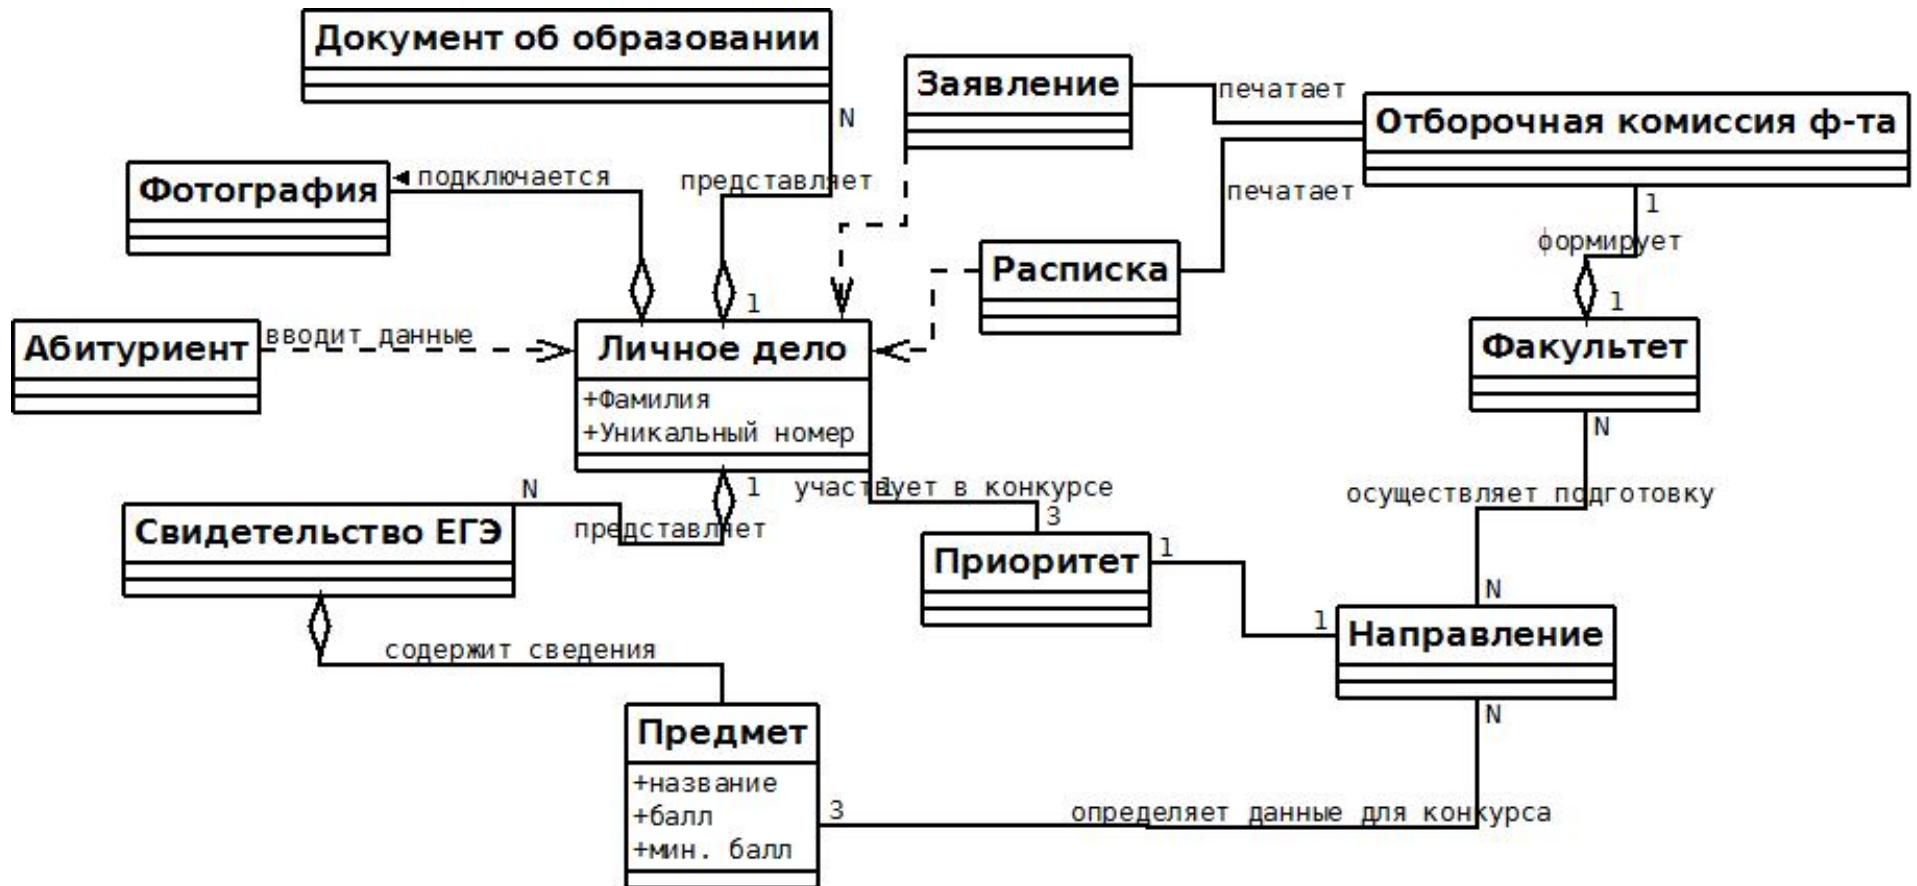 Документ об образовании
Заявление
печатает
Отборочная комиссия ф-та
N
Фотография
подключается
представляет
печатает
1
формирует
Расписка
1
1
Абитуриент
вводит данные
Личное дело
Факультет
+Фамилия
+Уникальный номер
N
N
1
участвует в конкурсе
1
осуществляет подготовку
Свидетельство ЕГЭ
представляет
3
Приоритет
1
N
1
Направление
содержит сведения
N
Предмет
+название
+балл
+мин. балл
3
определяет данные для конкурса